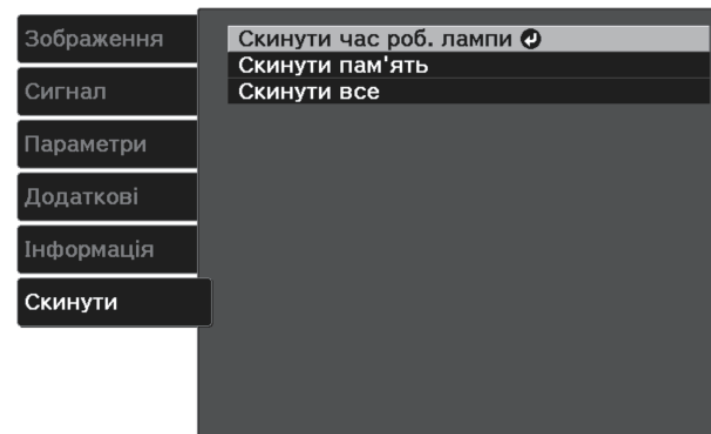 Зображення
Сигнал
Параметри
Додаткові
Інформація
Скинути
Скинути час роб. лампи
Скинути пам'ять
Скинути все